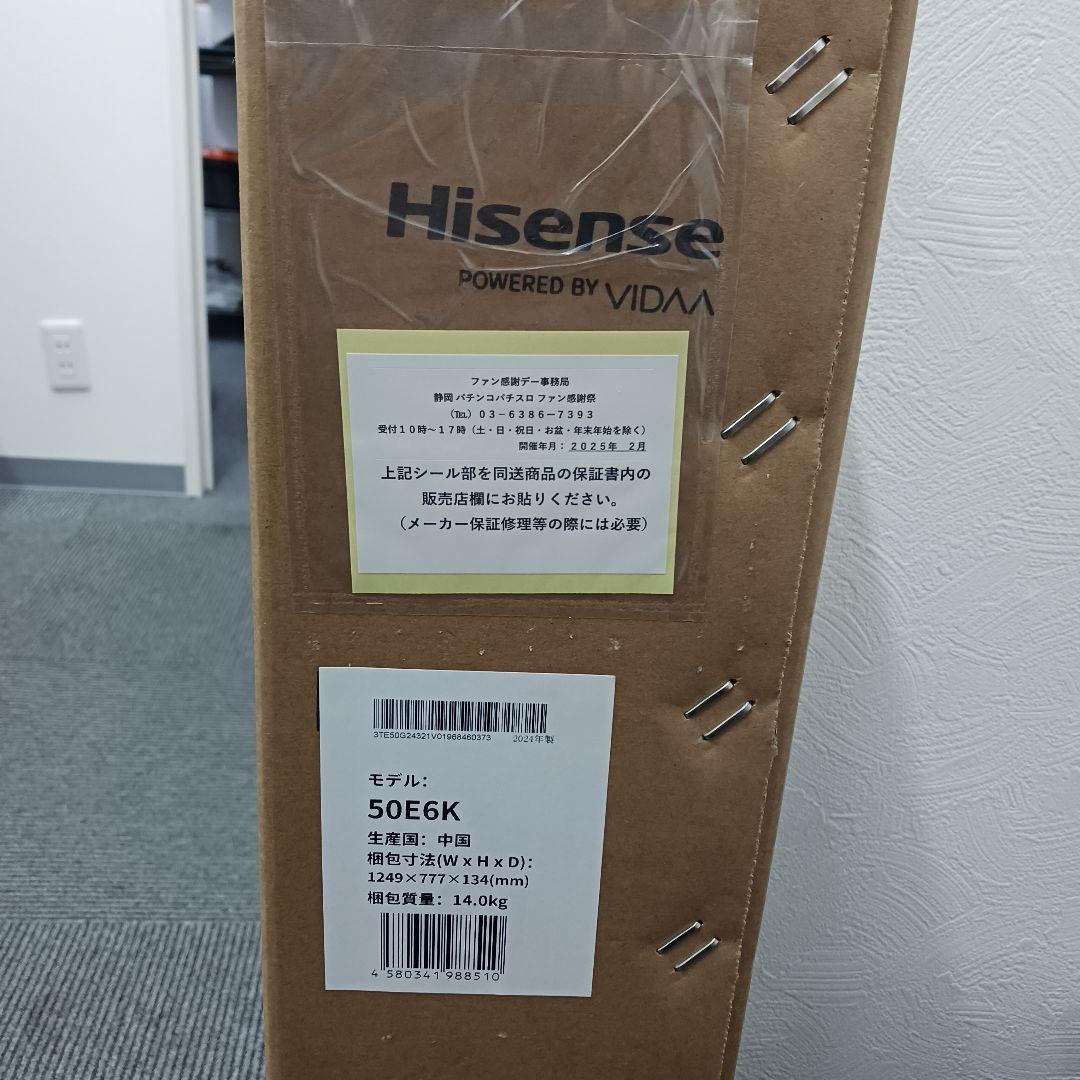 Hisense
POWERED BY VIDAA
ファン感謝デー事務局
静岡 パチンコパチスロ ファン感謝祭
（℡）０３－６３８６－７３９３
受付１０時～１７時（土・日・祝日・お盆・年末年始を除く）
開催年月：２０２５年　２月
上記シール部を同送商品の保証書内の
販売店欄にお貼りください。
（メーカー保証修理等の際には必要）
3TE50G24321V01968460373 2024年製
モデル：
50E6K
生産国：中国
梱包寸法(W x H x D)：
1249×777×134(mm)
梱包質量：14.0kg
4 580341 988510